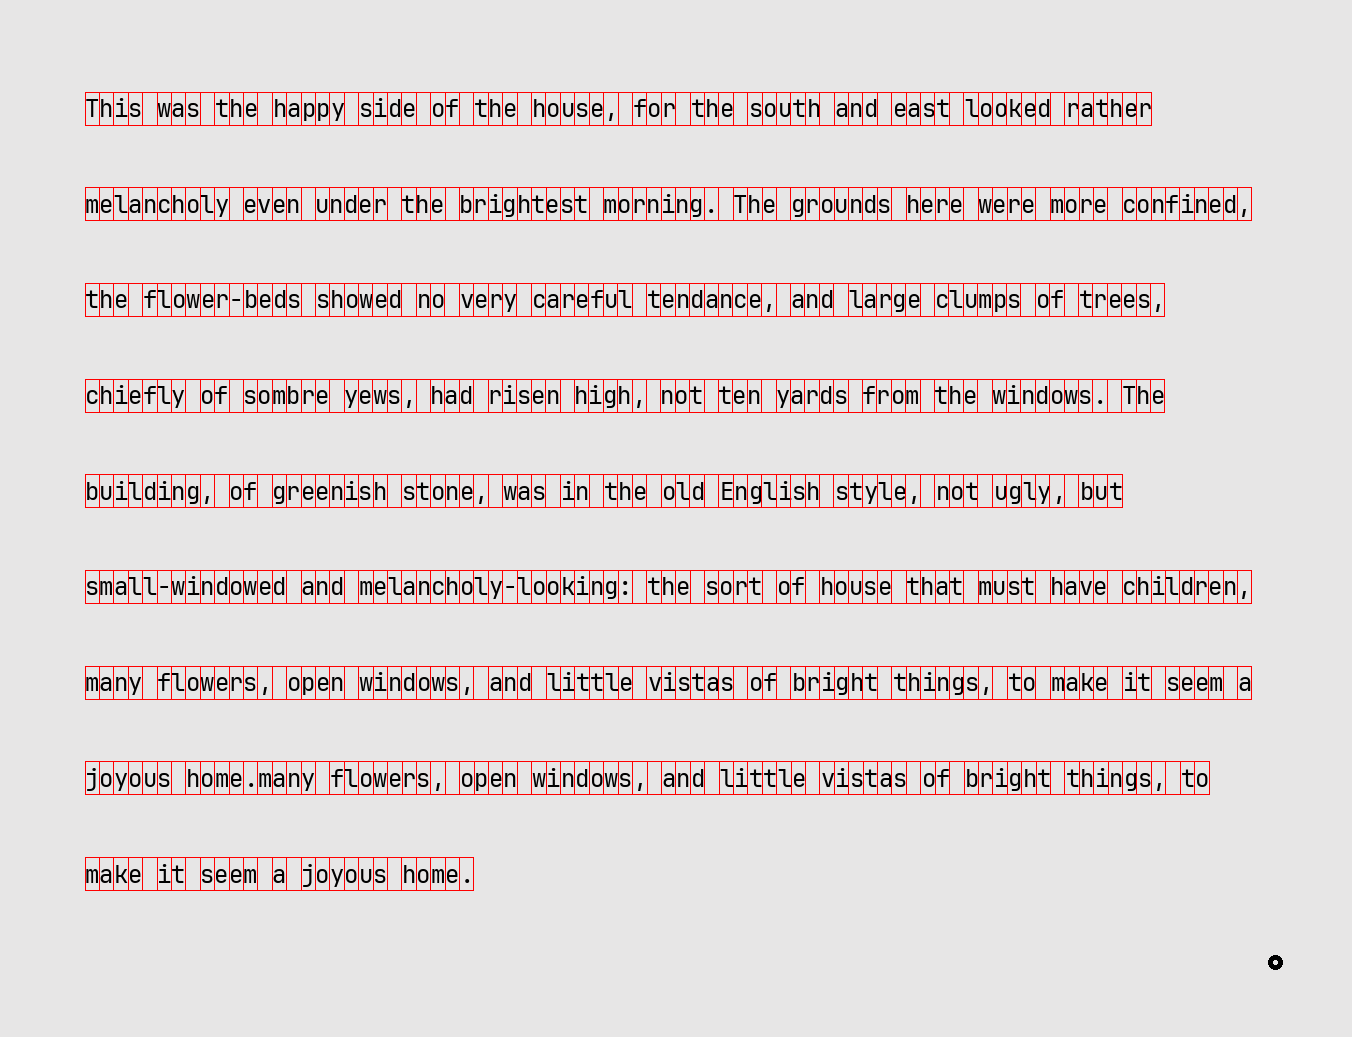 This was the happy side of the house, for the south and east looked rather
melancholy even under the brightest morning. The grounds here were more confined,
the flower-beds showed no very careful tendance, and large clumps of trees,
chiefly of sombre yews, had risen high, not ten yards from the windows. The
building, of greenish stone, was in the old English style, not ugly, but
small-windowed and melancholy-looking: the sort of house that must have children,
many flowers, open windows, and little vistas of bright things, to make it seem a
joyous home.many flowers, open windows, and little vistas of bright things, to
make it seem a joyous home.